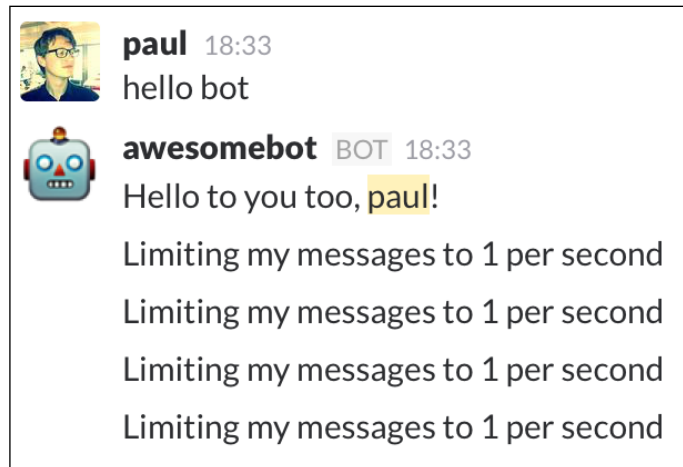 paul 18:33
hello bot
awesomebot BOT 18:33
Hello to you too, paul!
Limiting my messages to 1 per second
Limiting my messages to 1 per second
Limiting my messages to 1 per second
Limiting my messages to 1 per second